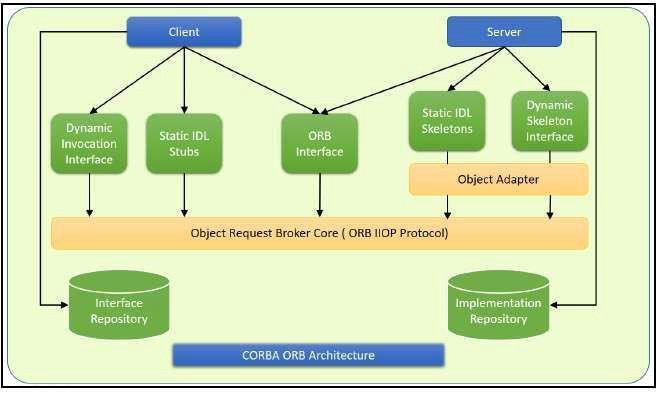 Client
Server
Dynamic
Invocation
Interface
Static IDL
Stubs
ORB
Interface
Static IDL
Skeletons
Dynamic
Skeleton
Interface
Object Adapter
Object Request Broker Core ( ORB IIOP Protocol)
Interface
Repository
Implementation
Repository
CORBA ORB Architecture